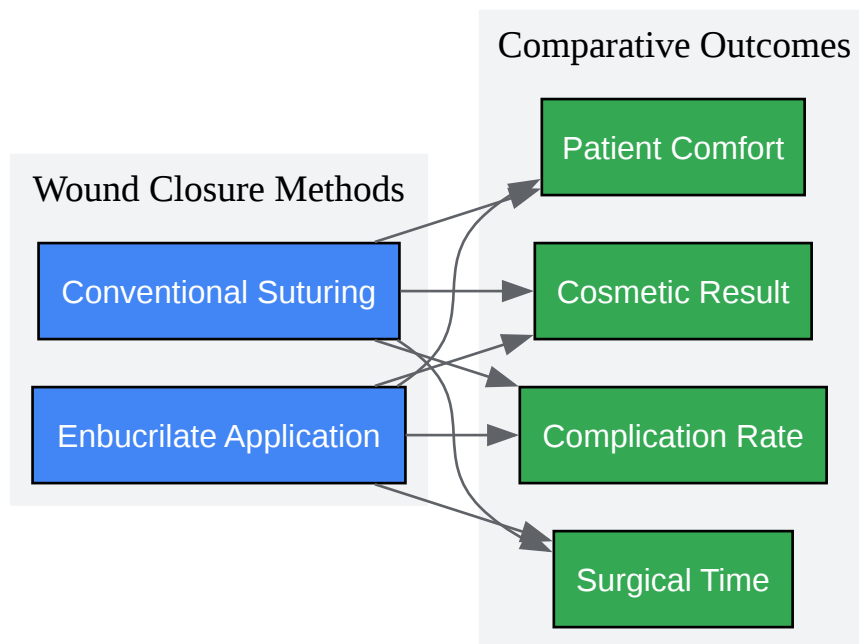 Wound Closure Methods
Conventional Suturing
Enbucrilate Application
Comparative Outcomes
Patient Comfort
Cosmetic Result
Complication Rate
Surgical Time